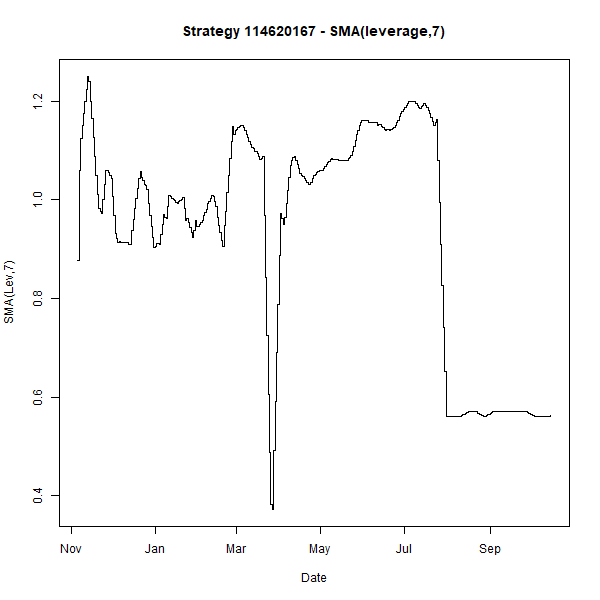 Strategy 114620167 - SMA(leverage,7)
SMA(Lev,7)
1.2
1.0
0.8
0.6
0.4
Nov Jan Mar May Jul Sep
Date